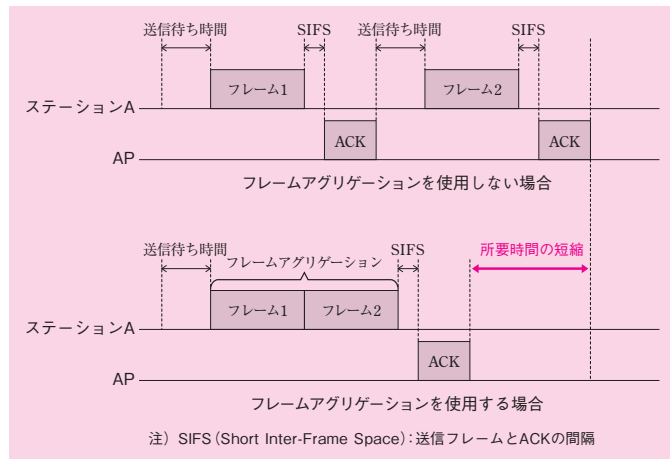 送信待ち時間 SIFS 送信待ち時間 SIFS
フレーム1 フレーム2
ステーションA
ACK ACK
AP
フレームアグリゲーションを使用しない場合
送信待ち時間 フレームアグリゲーション SIFS 所要時間の短縮
フレーム1 フレーム2
ステーションA
ACK
AP
フレームアグリゲーションを使用する場合
注）SIFS（Short Inter-Frame Space）：送信フレームとACKの間隔